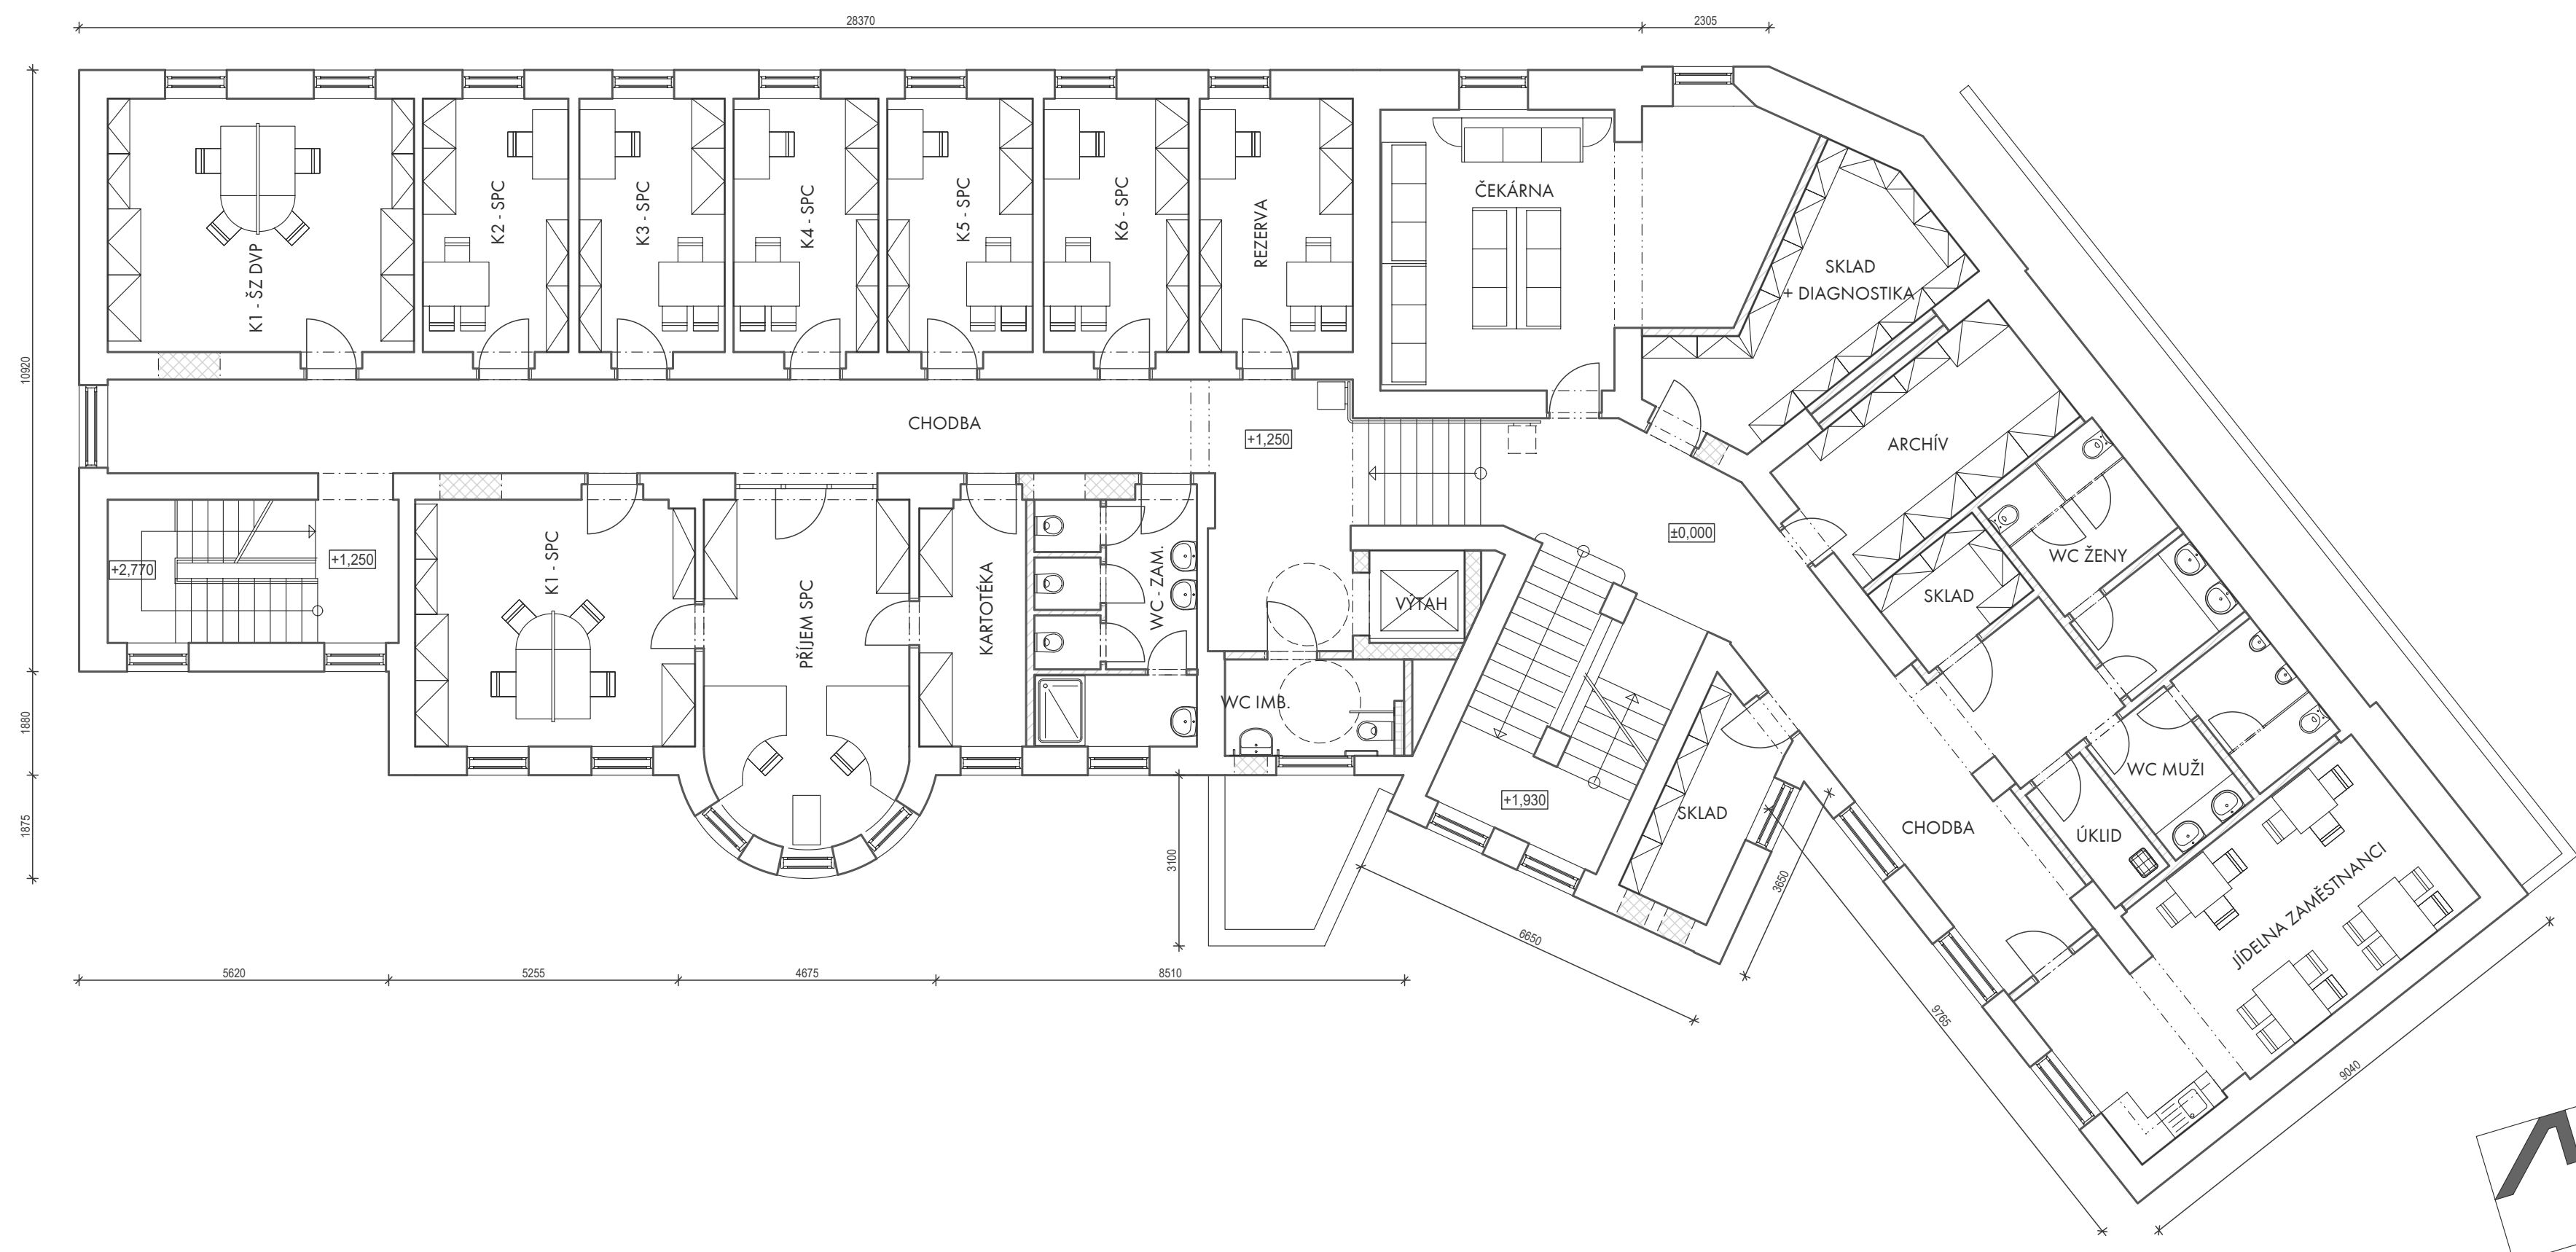 28370
2305
10920
1880
1875
K1 - ŠZ DVP
K2 - SPC
K3 - SPC
K4 - SPC
K5 - SPC
K6 - SPC
REZERVA
ČEKÁRNA
SKLAD
+ DIAGNOSTIKA
CHODBA
+1,250
ARCHÍV
±0,000
+2,770
+1,250
K1 - SPC
PŘÍJEM SPC
KARTOTÉKA
WC - ZAM.
VÝTAH
WC IMB.
SKLAD
WC ŽENY
+1,930
SKLAD
WC MUŽI
CHODBA
ÚKLID
JÍDELNA ZAMĚSTNANCI
3100
3650
6650
9765
9040
5620
5255
4675
8510